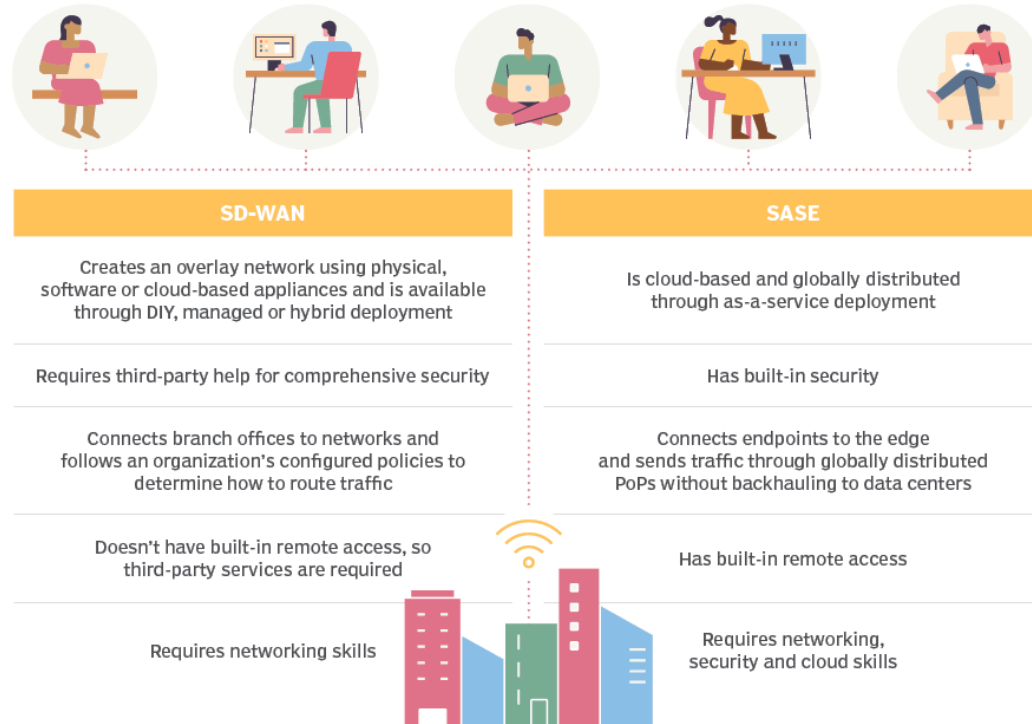 SD-WAN
SASE
Creates an overlay network using physical,
software or cloud-based appliances and is available
through DIY, managed or hybrid deployment
Is cloud-based and globally distributed
through as-a-service deployment
Requires third-party help for comprehensive security
Has built-in security
Connects branch offices to networks and
follows an organization’s configured policies to
determine how to route traffic
Connects endpoints to the edge
and sends traffic through globally distributed
PoPs without backhauling to data centers
Doesn’t have built-in remote access, so
third-party services are required
Has built-in remote access
Requires networking skills
Requires networking,
security and cloud skills